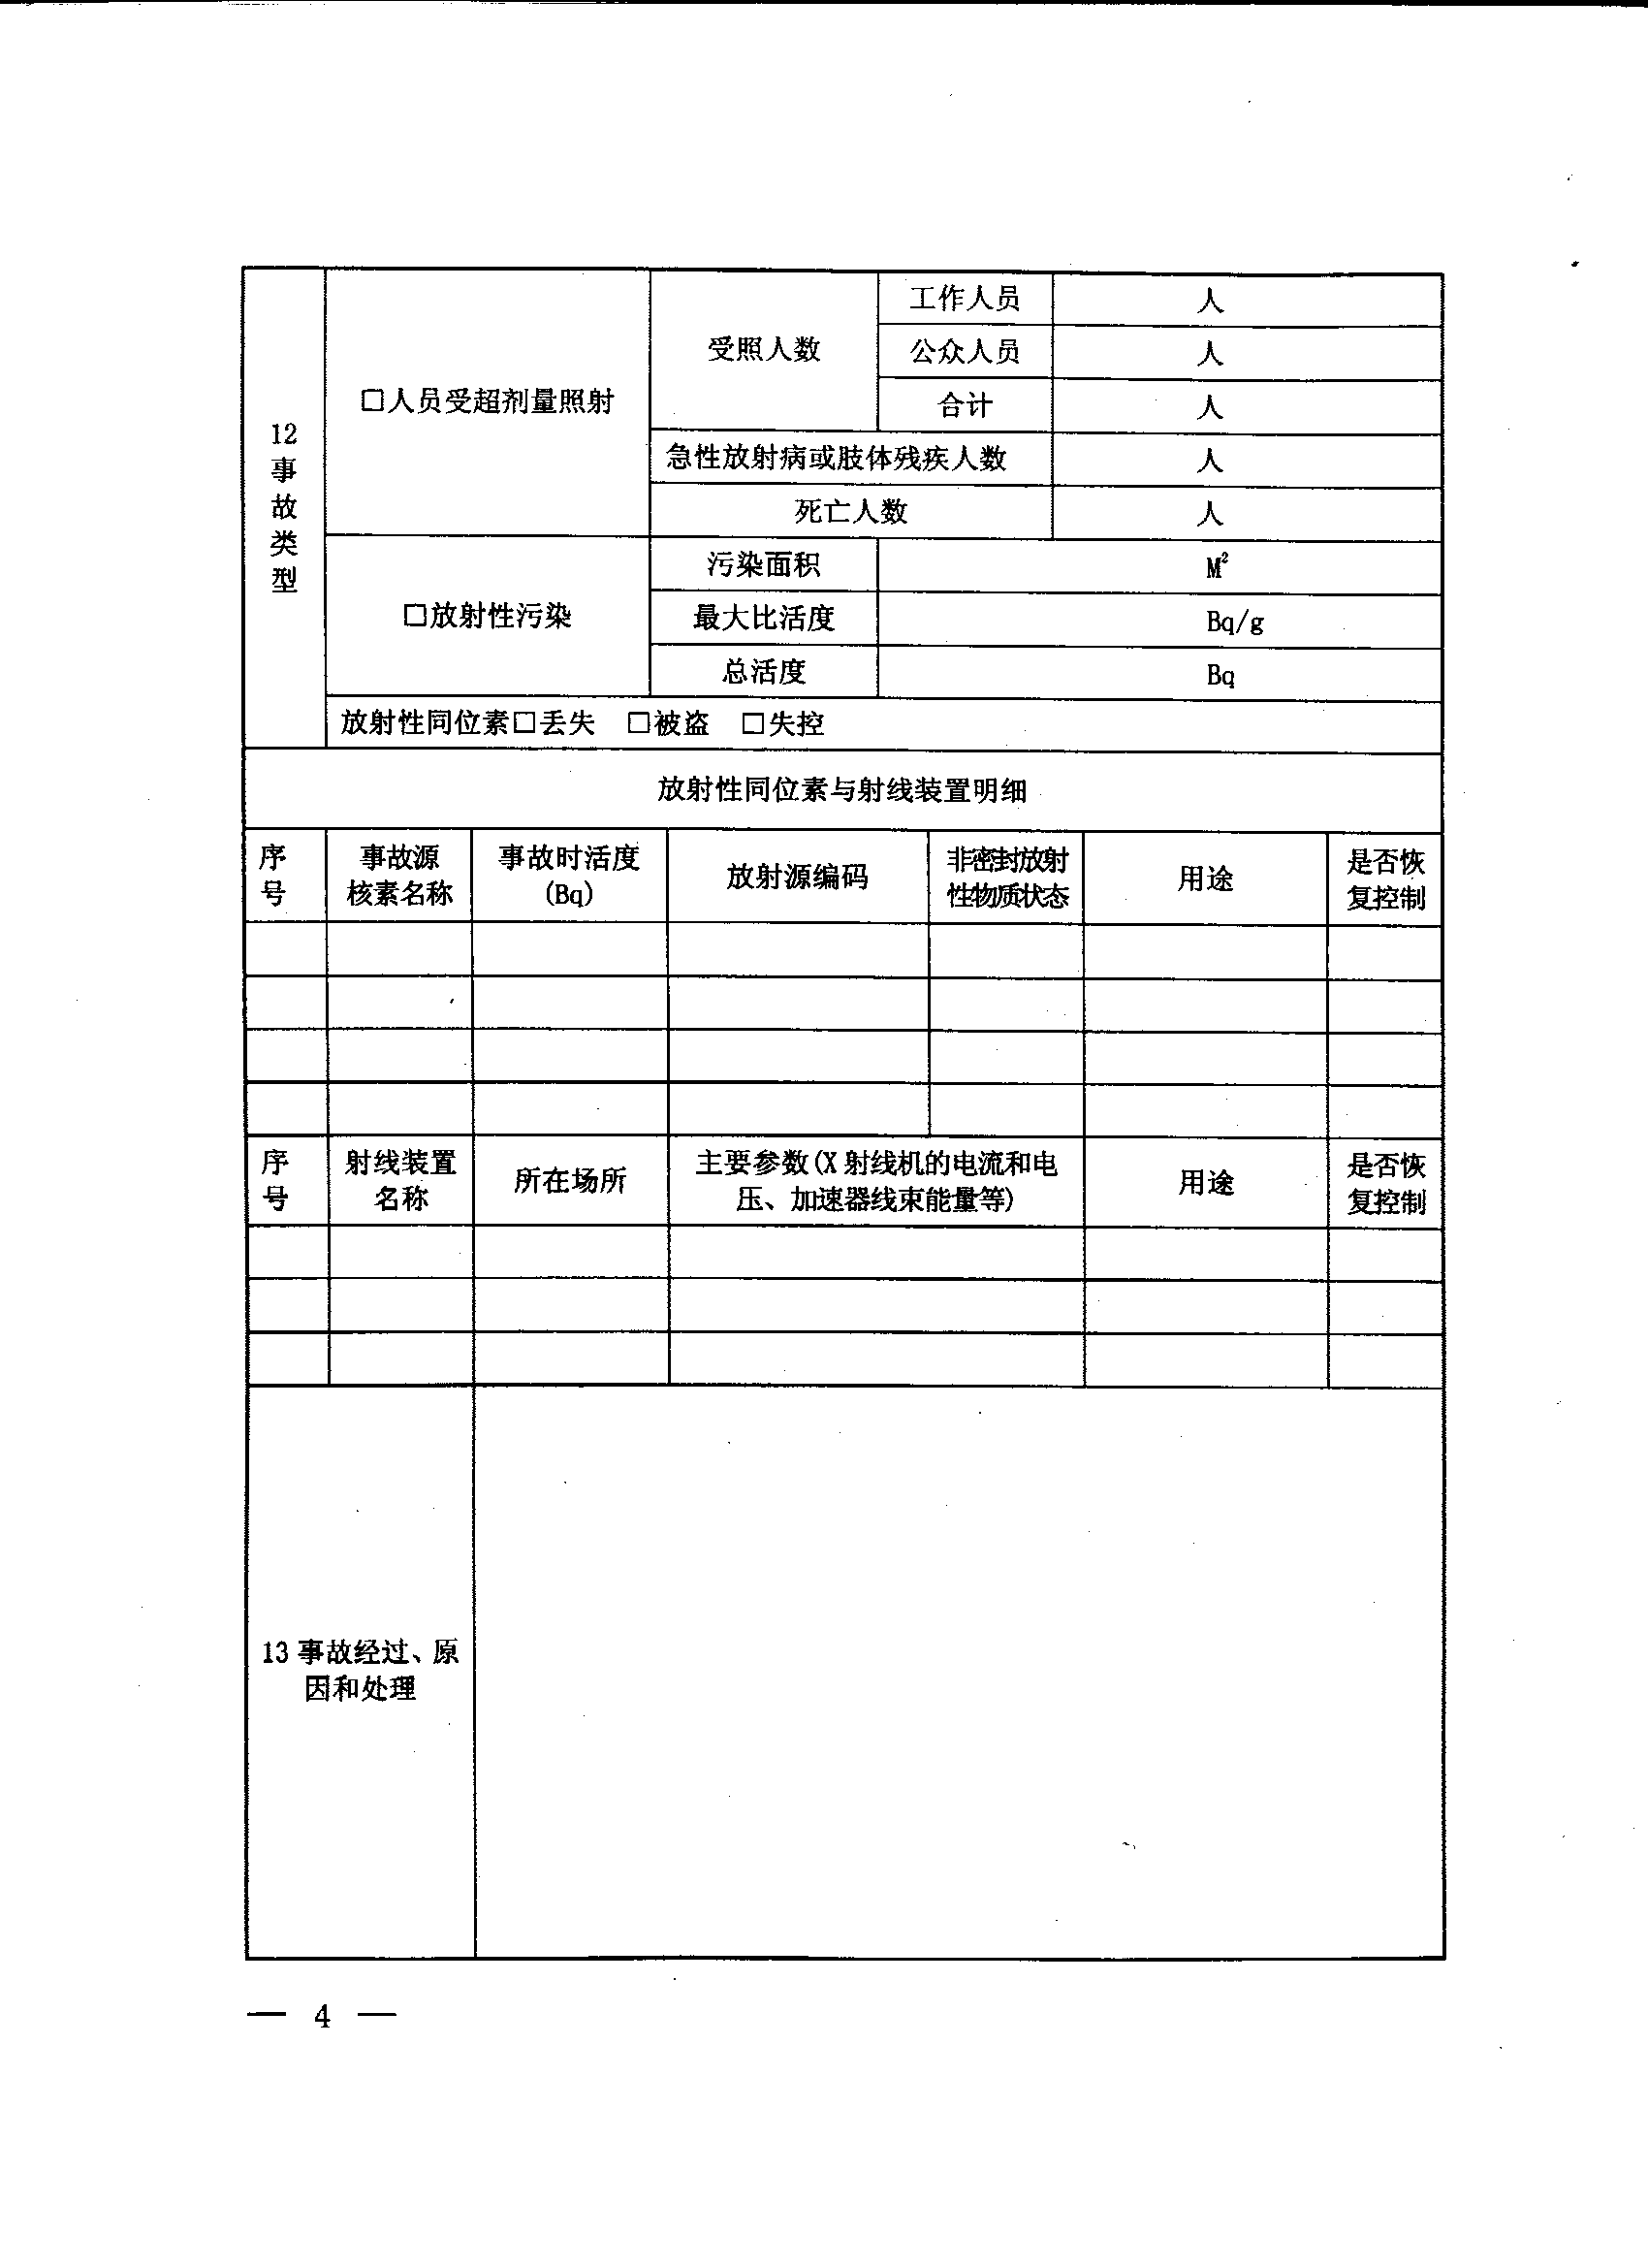 12
事
故
类
型
□人员受超剂量照射
受照人数
工作人员
人
公众人员
人
合计
人
急性放射病或肢体残疾人数
人
死亡人数
人
□放射性污染
污染面积
M²
最大比活度
Bq/g
总活度
Bq
放射性同位素□丢失 □被盗 □失控
放射性同位素与射线装置明细
序
号
事故源
核素名称
事故时活度
(Bq)
放射源编码
非密封放射
性物质状态
用途
是否恢
复控制
序
号
射线装置
名称
所在场所
主要参数(X射线机的电流和电
压、加速器线束能量等)
用途
是否恢
复控制
13 事故经过、原
因和处理
— 4 —